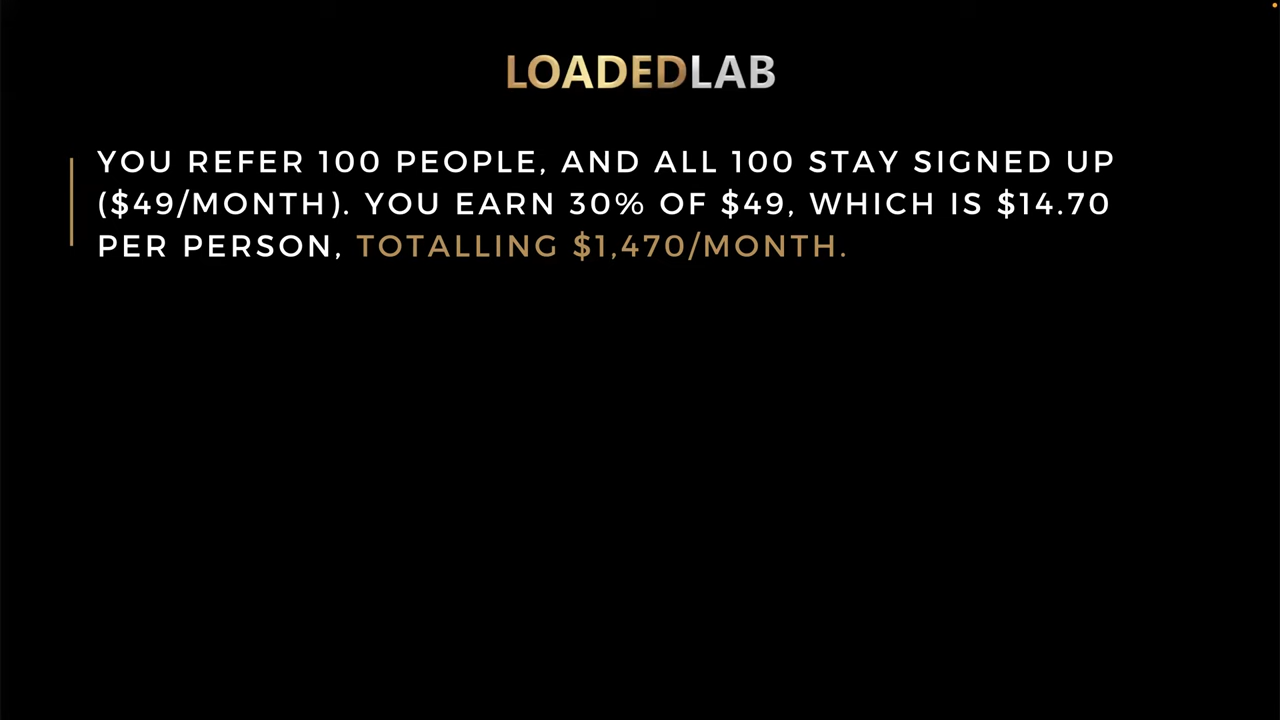 LOADEDLAB
YOU REFER 100 PEOPLE, AND ALL 100 STAY SIGNED UP
($49/MONTH). YOU EARN 30% OF $49, WHICH IS $14.70
PER PERSON, TOTALLING $1,470/MONTH.